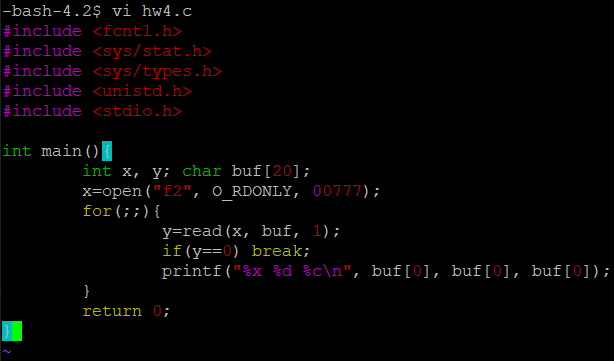 -bash-4.2$ vi hw4.c
#include <fcntl.h>
#include <sys/stat.h>
#include <sys/types.h>
#include <unistd.h>
#include <stdio.h>

int main(){
        int x, y; char buf[20];
        x=open("f2", O_RDONLY, 00777);
        for(;;){
                y=read(x, buf, 1);
                if(y==0) break;
                printf("%x %d %c\n", buf[0], buf[0], buf[0]);
        }
        return 0;
}
~